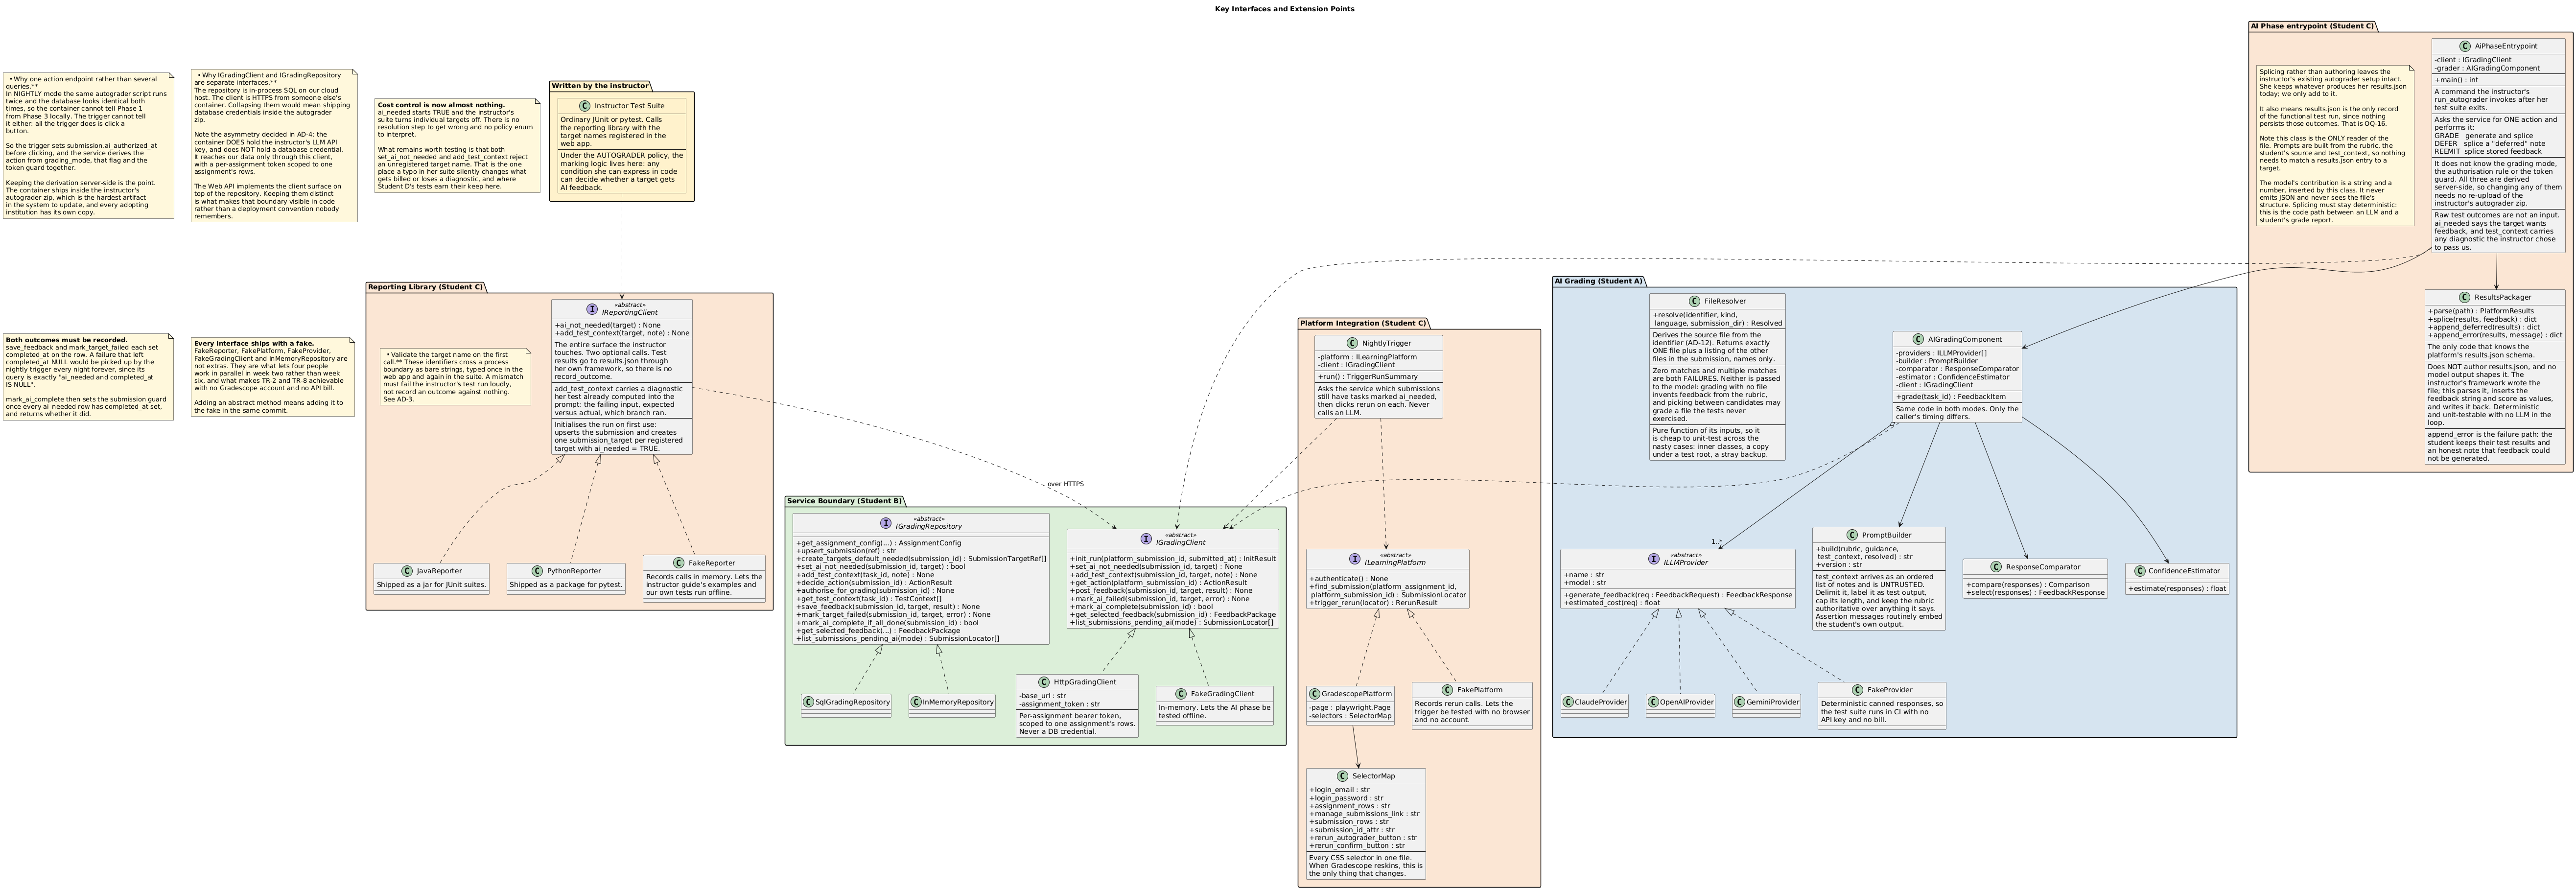 Key Interfaces and Extension Points
• Why one action endpoint rather than several
queries.**
In NIGHTLY mode the same autograder script runs
twice and the database looks identical both
times, so the container cannot tell Phase 1
from Phase 3 locally. The trigger cannot tell
it either: all the trigger does is click a
button.
So the trigger sets submission.ai_authorized_at
before clicking, and the service derives the
action from grading_mode, that flag and the
token guard together.
Keeping the derivation server-side is the point.
The container ships inside the instructor's
autograder zip, which is the hardest artifact
in the system to update, and every adopting
institution has its own copy.
• Why IGradingClient and IGradingRepository
are separate interfaces.**
The repository is in-process SQL on our cloud
host. The client is HTTPS from someone else's
container. Collapsing them would mean shipping
database credentials inside the autograder
zip.
Note the asymmetry decided in AD-4: the
container DOES hold the instructor's LLM API
key, and does NOT hold a database credential.
It reaches our data only through this client,
with a per-assignment token scoped to one
assignment's rows.
The Web API implements the client surface on
top of the repository. Keeping them distinct
is what makes that boundary visible in code
rather than a deployment convention nobody
remembers.
Cost control is now almost nothing.
ai_needed starts TRUE and the instructor's
suite turns individual targets off. There is no
resolution step to get wrong and no policy enum
to interpret.
What remains worth testing is that both
set_ai_not_needed and add_test_context reject
an unregistered target name. That is the one
place a typo in her suite silently changes what
gets billed or loses a diagnostic, and where
Student D's tests earn their keep here.
Written by the instructor
C Instructor Test Suite
Ordinary JUnit or pytest. Calls
the reporting library with the
target names registered in the
web app.
Under the AUTOGRADER policy, the
marking logic lives here: any
condition she can express in code
can decide whether a target gets
AI feedback.
AI Phase entrypoint (Student C)
Splicing rather than authoring leaves the
instructor's existing autograder setup intact.
She keeps whatever produces her results.json
today; we only add to it.
It also means results.json is the only record
of the functional test run, since nothing
persists those outcomes. That is OQ-16.
Note this class is the ONLY reader of the
file. Prompts are built from the rubric, the
student's source and test_context, so nothing
needs to match a results.json entry to a
target.
The model's contribution is a string and a
number, inserted by this class. It never
emits JSON and never sees the file's
structure. Splicing must stay deterministic:
this is the code path between an LLM and a
student's grade report.
C AiPhaseEntrypoint
-client : IGradingClient
-grader : AIGradingComponent
+main() : int
A command the instructor's
run_autograder invokes after her
test suite exits.
Asks the service for ONE action and
performs it:
GRADE generate and splice
DEFER splice a "deferred" note
REEMIT splice stored feedback
It does not know the grading mode,
the authorisation rule or the token
guard. All three are derived
server-side, so changing any of them
needs no re-upload of the
instructor's autograder zip.
Raw test outcomes are not an input.
ai_needed says the target wants
feedback, and test_context carries
any diagnostic the instructor chose
to pass us.
C ResultsPackager
+parse(path) : PlatformResults
+splice(results, feedback) : dict
+append_deferred(results) : dict
+append_error(results, message) : dict
The only code that knows the
platform's results.json schema.
Does NOT author results.json, and no
model output shapes it. The
instructor's framework wrote the
file; this parses it, inserts the
feedback string and score as values,
and writes it back. Deterministic
and unit-testable with no LLM in the
loop.
append_error is the failure path: the
student keeps their test results and
an honest note that feedback could
not be generated.
Both outcomes must be recorded.
save_feedback and mark_target_failed each set
completed_at on the row. A failure that left
completed_at NULL would be picked up by the
nightly trigger every night forever, since its
query is exactly "ai_needed and completed_at
IS NULL".
mark_ai_complete then sets the submission guard
once every ai_needed row has completed_at set,
and returns whether it did.
Every interface ships with a fake.
FakeReporter, FakePlatform, FakeProvider,
FakeGradingClient and InMemoryRepository are
not extras. They are what lets four people
work in parallel in week two rather than week
six, and what makes TR-2 and TR-8 achievable
with no Gradescope account and no API bill.
Adding an abstract method means adding it to
the fake in the same commit.
Reporting Library (Student C)
• Validate the target name on the first
call.** These identifiers cross a process
boundary as bare strings, typed once in the
web app and again in the suite. A mismatch
must fail the instructor's test run loudly,
not record an outcome against nothing.
See AD-3.
«abstract»
I IReportingClient
+ai_not_needed(target) : None
+add_test_context(target, note) : None
The entire surface the instructor
touches. Two optional calls. Test
results go to results.json through
her own framework, so there is no
record_outcome.
add_test_context carries a diagnostic
her test already computed into the
prompt: the failing input, expected
versus actual, which branch ran.
Initialises the run on first use:
upserts the submission and creates
one submission_target per registered
target with ai_needed = TRUE.
C JavaReporter
Shipped as a jar for JUnit suites.
C PythonReporter
Shipped as a package for pytest.
C FakeReporter
Records calls in memory. Lets the
instructor guide's examples and
our own tests run offline.
over HTTPS
Service Boundary (Student B)
«abstract»
I IGradingRepository
+get_assignment_config(...) : AssignmentConfig
+upsert_submission(ref) : str
+create_targets_default_needed(submission_id) : SubmissionTargetRef[]
+set_ai_not_needed(submission_id, target) : bool
+add_test_context(task_id, note) : None
+decide_action(submission_id) : ActionResult
+authorise_for_grading(submission_id) : None
+get_test_context(task_id) : TestContext[]
+save_feedback(submission_id, target, result) : None
+mark_target_failed(submission_id, target, error) : None
+mark_ai_complete_if_all_done(submission_id) : bool
+get_selected_feedback(...) : FeedbackPackage
+list_submissions_pending_ai(mode) : SubmissionLocator[]
«abstract»
I IGradingClient
+init_run(platform_submission_id, submitted_at) : InitResult
+set_ai_not_needed(submission_id, target) : None
+add_test_context(submission_id, target, note) : None
+get_action(platform_submission_id) : ActionResult
+post_feedback(submission_id, target, result) : None
+mark_ai_failed(submission_id, target, error) : None
+mark_ai_complete(submission_id) : bool
+get_selected_feedback(submission_id) : FeedbackPackage
+list_submissions_pending_ai(mode) : SubmissionLocator[]
C SqlGradingRepository
C InMemoryRepository
C HttpGradingClient
-base_url : str
-assignment_token : str
Per-assignment bearer token,
scoped to one assignment's rows.
Never a DB credential.
C FakeGradingClient
In-memory. Lets the AI phase be
tested offline.
Platform Integration (Student C)
C NightlyTrigger
-platform : ILearningPlatform
-client : IGradingClient
+run() : TriggerRunSummary
Asks the service which submissions
still have tasks marked ai_needed,
then clicks rerun on each. Never
calls an LLM.
«abstract»
I ILearningPlatform
+authenticate() : None
+find_submission(platform_assignment_id,
platform_submission_id) : SubmissionLocator
+trigger_rerun(locator) : RerunResult
C GradescopePlatform
-page : playwright.Page
-selectors : SelectorMap
C FakePlatform
Records rerun calls. Lets the
trigger be tested with no browser
and no account.
C SelectorMap
+login_email : str
+login_password : str
+assignment_rows : str
+manage_submissions_link : str
+submission_rows : str
+submission_id_attr : str
+rerun_autograder_button : str
+rerun_confirm_button : str
Every CSS selector in one file.
When Gradescope reskins, this is
the only thing that changes.
AI Grading (Student A)
C FileResolver
+resolve(identifier, kind,
language, submission_dir) : Resolved
Derives the source file from the
identifier (AD-12). Returns exactly
ONE file plus a listing of the other
files in the submission, names only.
Zero matches and multiple matches
are both FAILURES. Neither is passed
to the model: grading with no file
invents feedback from the rubric,
and picking between candidates may
grade a file the tests never
exercised.
Pure function of its inputs, so it
is cheap to unit-test across the
nasty cases: inner classes, a copy
under a test root, a stray backup.
C AIGradingComponent
-providers : ILLMProvider[]
-builder : PromptBuilder
-comparator : ResponseComparator
-estimator : ConfidenceEstimator
-client : IGradingClient
+grade(task_id) : FeedbackItem
Same code in both modes. Only the
caller's timing differs.
1..*
«abstract»
I ILLMProvider
+name : str
+model : str
+generate_feedback(req : FeedbackRequest) : FeedbackResponse
+estimated_cost(req) : float
C PromptBuilder
+build(rubric, guidance,
test_context, resolved) : str
+version : str
test_context arrives as an ordered
list of notes and is UNTRUSTED.
Delimit it, label it as test output,
cap its length, and keep the rubric
authoritative over anything it says.
Assertion messages routinely embed
the student's own output.
C ResponseComparator
+compare(responses) : Comparison
+select(responses) : FeedbackResponse
C ConfidenceEstimator
+estimate(responses) : float
C ClaudeProvider
C OpenAIProvider
C GeminiProvider
C FakeProvider
Deterministic canned responses, so
the test suite runs in CI with no
API key and no bill.